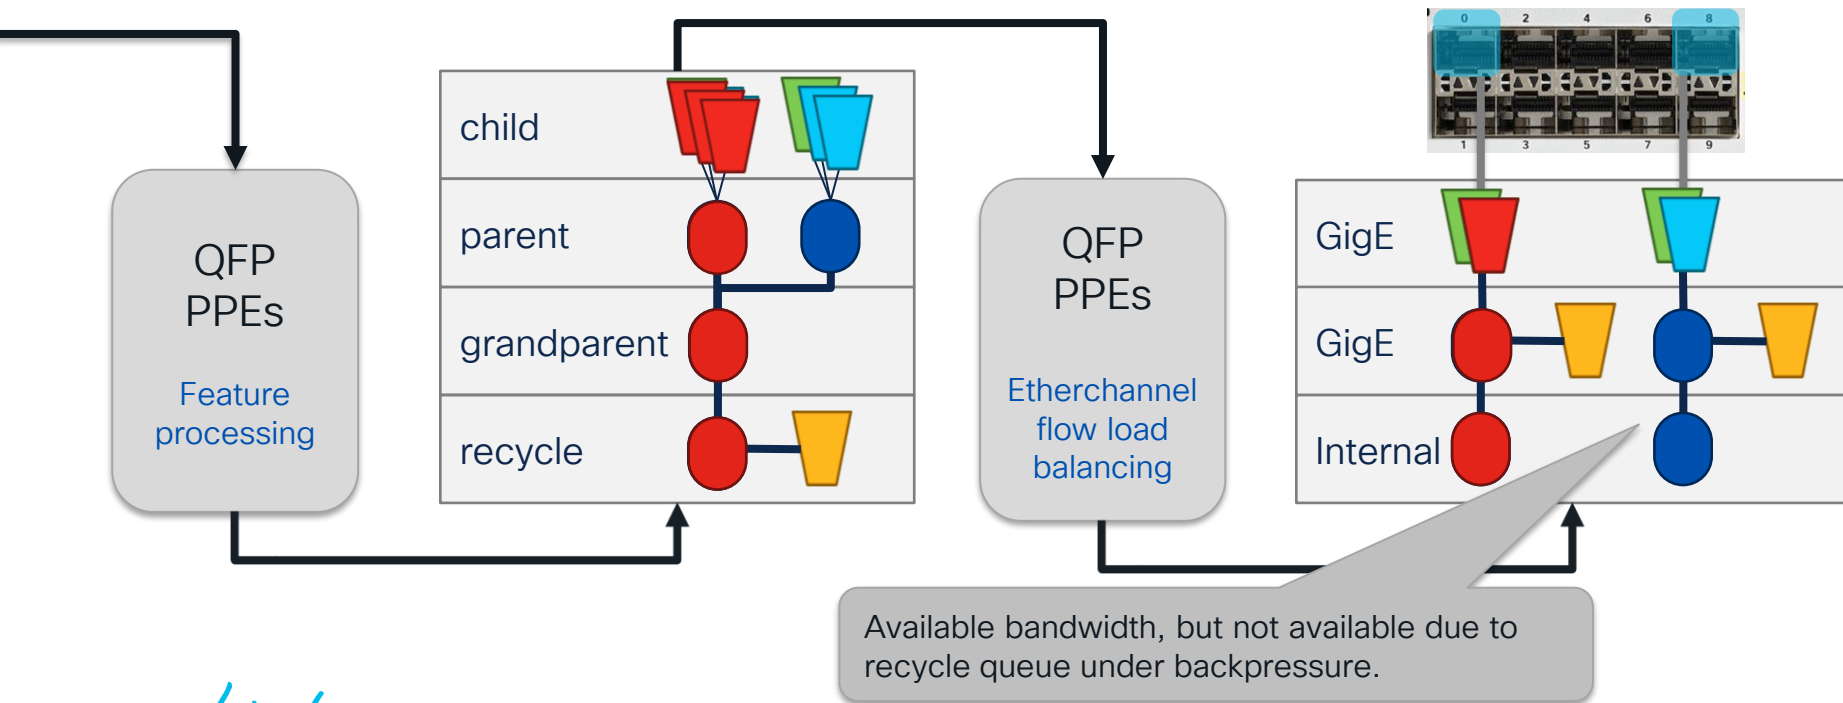 QFP
PPEs
Feature
processing
child
parent
grandparent
recycle
QFP
PPEs
Etherchannel
flow load
balancing
0 2 4 6 8
1 3 5 7 9
GigE
GigE
Internal
Available bandwidth, but not available due to
recycle queue under backpressure.